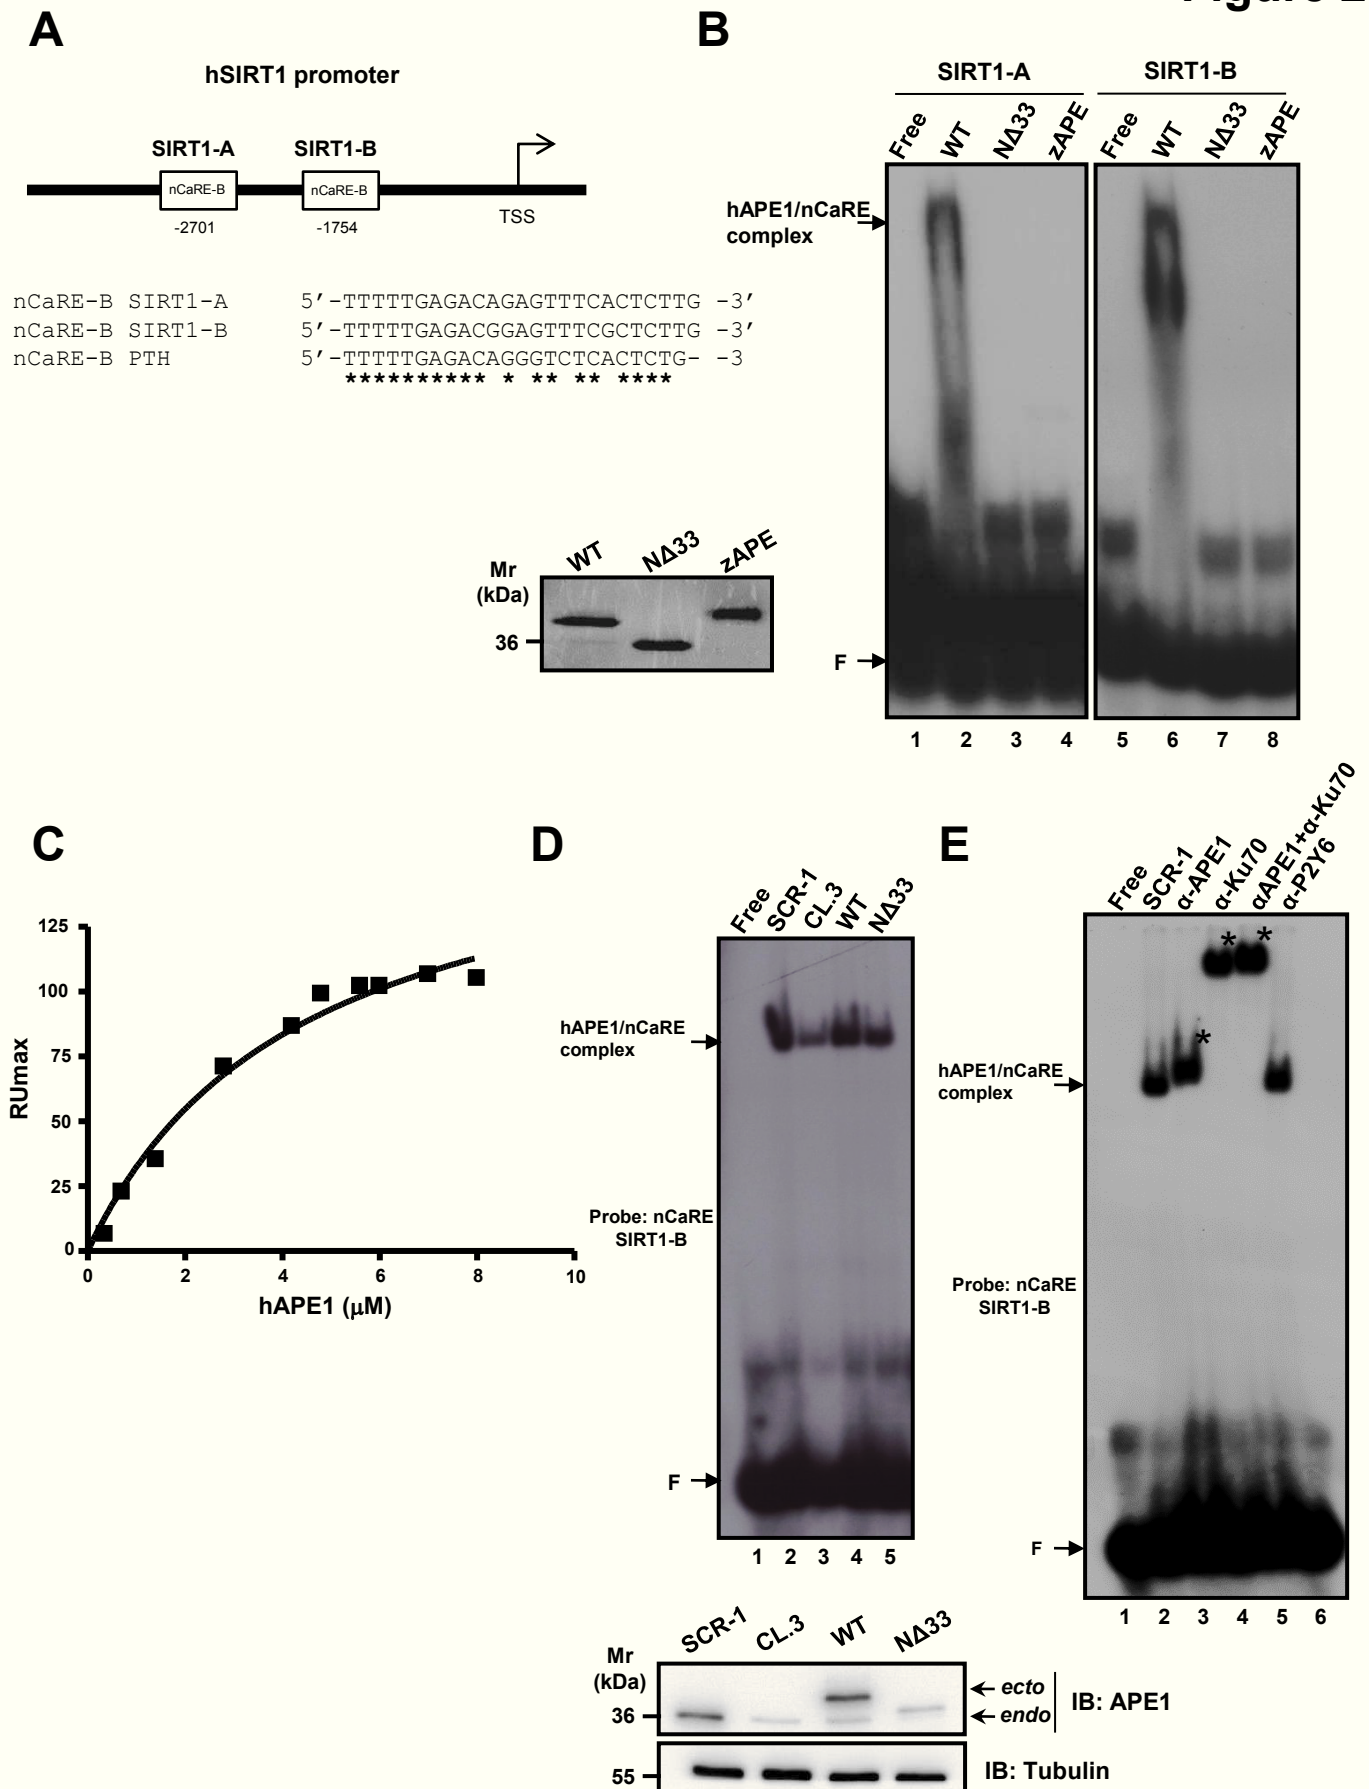 Figure 2
A
hSIRT1 promoter
SIRT1-A SIRT1-B
nCaRE-B nCaRE-B
-2701 -1754 TSS
nCaRE-B SIRT1-A 5′-TTTTTGAGACAGAGTTTCACTCTTG -3′
nCaRE-B SIRT1-B 5′-TTTTTGAGACGGAGTTTCGCTCTTG -3′
nCaRE-B PTH 5′-TTTTTGAGACAGGGTCTCACTCTG- -3
********** * ** ** ****
Mr
(kDa)
WT NΔ33 zAPE
36
B
SIRT1-A SIRT1-B
Free WT NΔ33 zAPE Free WT NΔ33 zAPE
hAPE1/nCaRE
complex
F
1 2 3 4 5 6 7 8
C
RUmax
125
100
75
50
25
0
0 2 4 6 8 10
hAPE1 (μM)
D
Free SCR-1 CL.3 WT NΔ33
hAPE1/nCaRE
complex
Probe: nCaRE
SIRT1-B
F
1 2 3 4 5
SCR-1 CL.3 WT NΔ33
Mr
(kDa)
36
ecto
endo
IB: APE1
55
IB: Tubulin
E
Free SCR-1 α-APE1 α-Ku70 αAPE1+α-Ku70 α-P2Y6
* *
*
hAPE1/nCaRE
complex
Probe: nCaRE
SIRT1-B
F
1 2 3 4 5 6